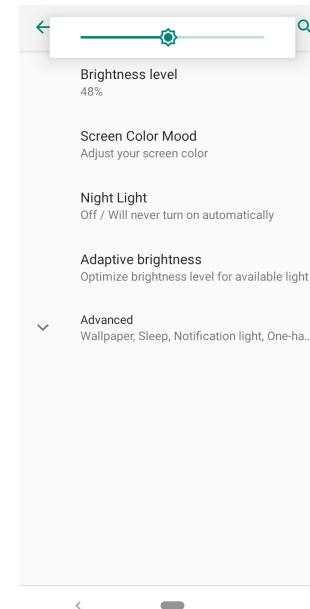 Brightness level
48%
Screen Color Mood
Adjust your screen color
Night Light
Off / Will never turn on automatically
Adaptive brightness
Optimize brightness level for available light
Advanced
Wallpaper, Sleep, Notification light, One-ha..